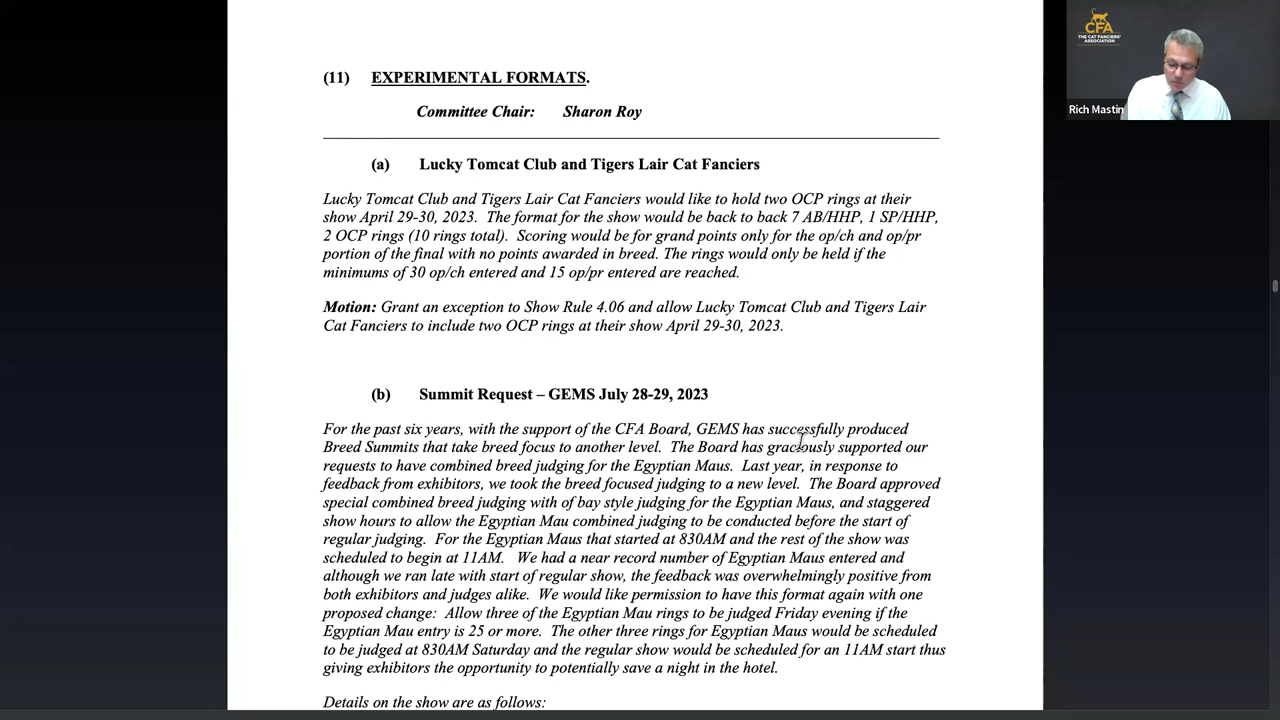 (11) EXPERIMENTAL FORMATS.
Committee Chair: Sharon Roy
(a) Lucky Tomcat Club and Tigers Lair Cat Fanciers
Lucky Tomcat Club and Tigers Lair Cat Fanciers would like to hold two OCP rings at their
show April 29-30, 2023. The format for the show would be back to back 7 AB/HHP, 1 SP/HHP,
2 OCP rings (10 rings total). Scoring would be for grand points only for the op/ch and op/pr
portion of the final with no points awarded in breed. The rings would only be held if the
minimums of 30 op/ch entered and 15 op/pr entered are reached.
Motion: Grant an exception to Show Rule 4.06 and allow Lucky Tomcat Club and Tigers Lair
Cat Fanciers to include two OCP rings at their show April 29-30, 2023.
(b) Summit Request – GEMS July 28-29, 2023
For the past six years, with the support of the CFA Board, GEMS has successfully produced
Breed Summits that take breed focus to another level. The Board has graciously supported our
requests to have combined breed judging for the Egyptian Maus. Last year, in response to
feedback from exhibitors, we took the breed focused judging to a new level. The Board approved
special combined breed judging with of bay style judging for the Egyptian Maus, and staggered
show hours to allow the Egyptian Mau combined judging to be conducted before the start of
regular judging. For the Egyptian Maus that started at 830AM and the rest of the show was
scheduled to begin at 11AM. We had a near record number of Egyptian Maus entered and
although we ran late with start of regular show, the feedback was overwhelmingly positive from
both exhibitors and judges alike. We would like permission to have this format again with one
proposed change: Allow three of the Egyptian Mau rings to be judged Friday evening if the
Egyptian Mau entry is 25 or more. The other three rings for Egyptian Maus would be scheduled
to be judged at 830AM Saturday and the regular show would be scheduled for an 11AM start thus
giving exhibitors the opportunity to potentially save a night in the hotel.
Details on the show are as follows:
CFA
THE CAT FANCIERS'
ASSOCIATION
Rich Mastin